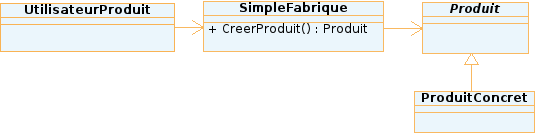 UtilisateurProduit
SimpleFabrique
+ CreerProduit() : Produit
Produit
ProduitConcret